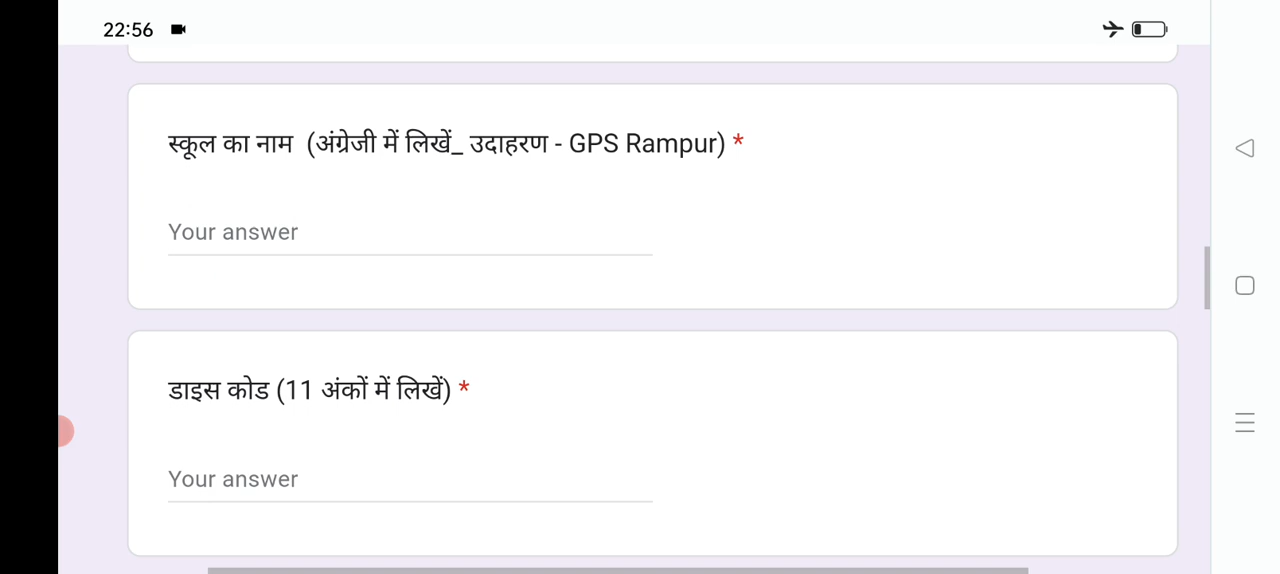 22:56
स्कूल का नाम (अंग्रेजी में लिखें_ उदाहरण - GPS Rampur) *
Your answer
डाइस कोड (11 अंकों में लिखें) *
Your answer